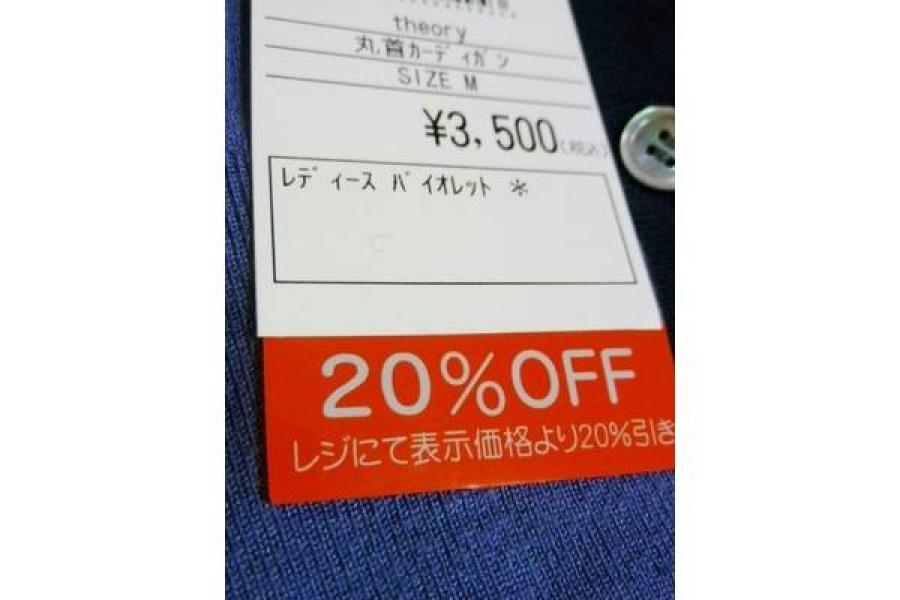 theory
丸首ｶｰﾃﾞｨｶﾞﾝ
SIZE M
¥3,500(税込)
ﾚﾃﾞｨｰｽ ﾊﾞｲｵﾚｯﾄ ＊
20%OFF
レジにて表示価格より20%引き